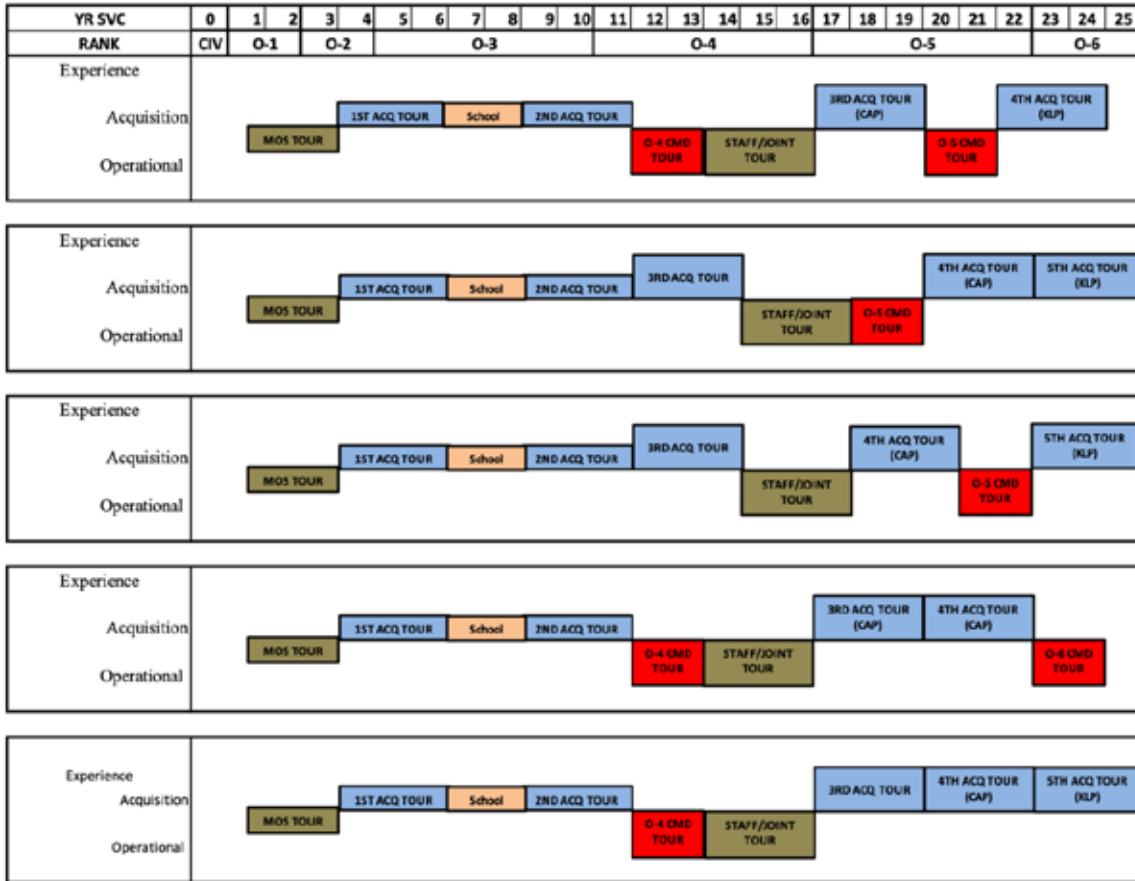 YR SVC 0 1 2 3 4 5 6 7 8 9 10 11 12 13 14 15 16 17 18 19 20 21 22 23 24 25
RANK CIV O-1 O-2 O-3 O-4 O-5 O-6
Experience
3RD ACQ TOUR 4TH ACQ TOUR
(CAP) (KLP)
Acquisition 1ST ACQ TOUR School 2ND ACQ TOUR
MOS TOUR O-4 CMD STAFF/JOINT O-5 CMD
TOUR TOUR TOUR
Operational
Experience
4TH ACQ TOUR 5TH ACQ TOUR
3RD ACQ TOUR (CAP) (KLP)
Acquisition 1ST ACQ TOUR School 2ND ACQ TOUR
MOS TOUR STAFF/JOINT O-5 CMD
TOUR TOUR
Operational
Experience
4TH ACQ TOUR 5TH ACQ TOUR
3RD ACQ TOUR (CAP) (KLP)
Acquisition 1ST ACQ TOUR School 2ND ACQ TOUR
MOS TOUR STAFF/JOINT O-5 CMD
TOUR TOUR
Operational
Experience
3RD ACQ TOUR 4TH ACQ TOUR
(CAP) (CAP)
Acquisition 1ST ACQ TOUR School 2ND ACQ TOUR
MOS TOUR O-4 CMD STAFF/JOINT O-6 CMD
TOUR TOUR TOUR
Operational
Experience
3RD ACQ TOUR 4TH ACQ TOUR 5TH ACQ TOUR
(CAP) (KLP)
Acquisition 1ST ACQ TOUR School 2ND ACQ TOUR
MOS TOUR O-4 CMD STAFF/JOINT
TOUR TOUR
Operational